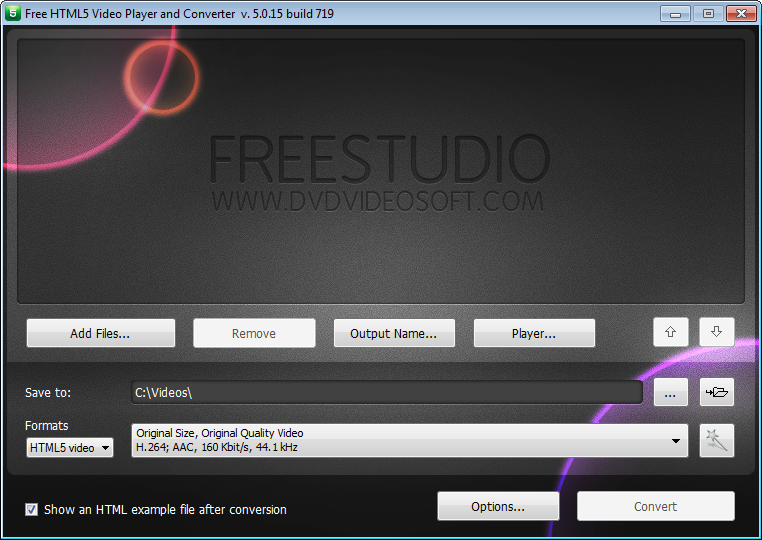 5 Free HTML5 Video Player and Converter v. 5.0.15 build 719
FREESTUDIO
WWW.DVDVIDEOSOFT.COM
Add Files... Remove Output Name... Player...
Save to: C:\Videos\ ...
Formats
HTML5 video
Original Size, Original Quality Video
H.264; AAC, 160 Kbit/s, 44.1 kHz
Show an HTML example file after conversion
Options... Convert